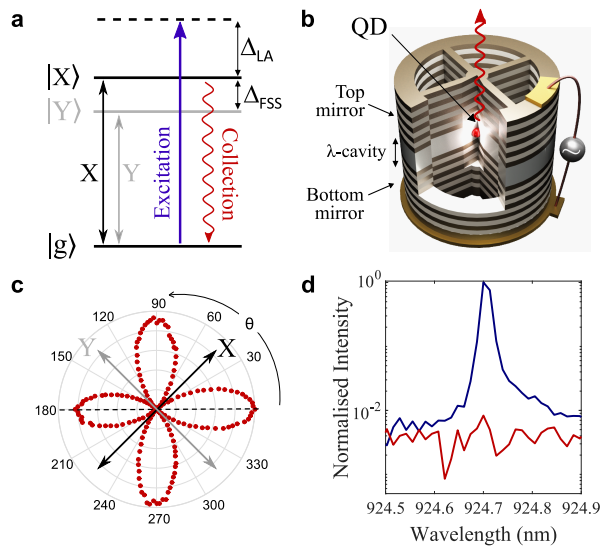 a
Δ_LA
|X⟩
|Y⟩
Δ_FSS
X
Y
Excitation
Collection
|g⟩
b
QD
Top
mirror
λ-cavity
Bottom
mirror
c
90
120
60
θ
150
Y
X
30
180
210
330
240
300
270
d
Normalised Intensity
10^0
10^-2
924.5 924.6 924.7 924.8 924.9
Wavelength (nm)